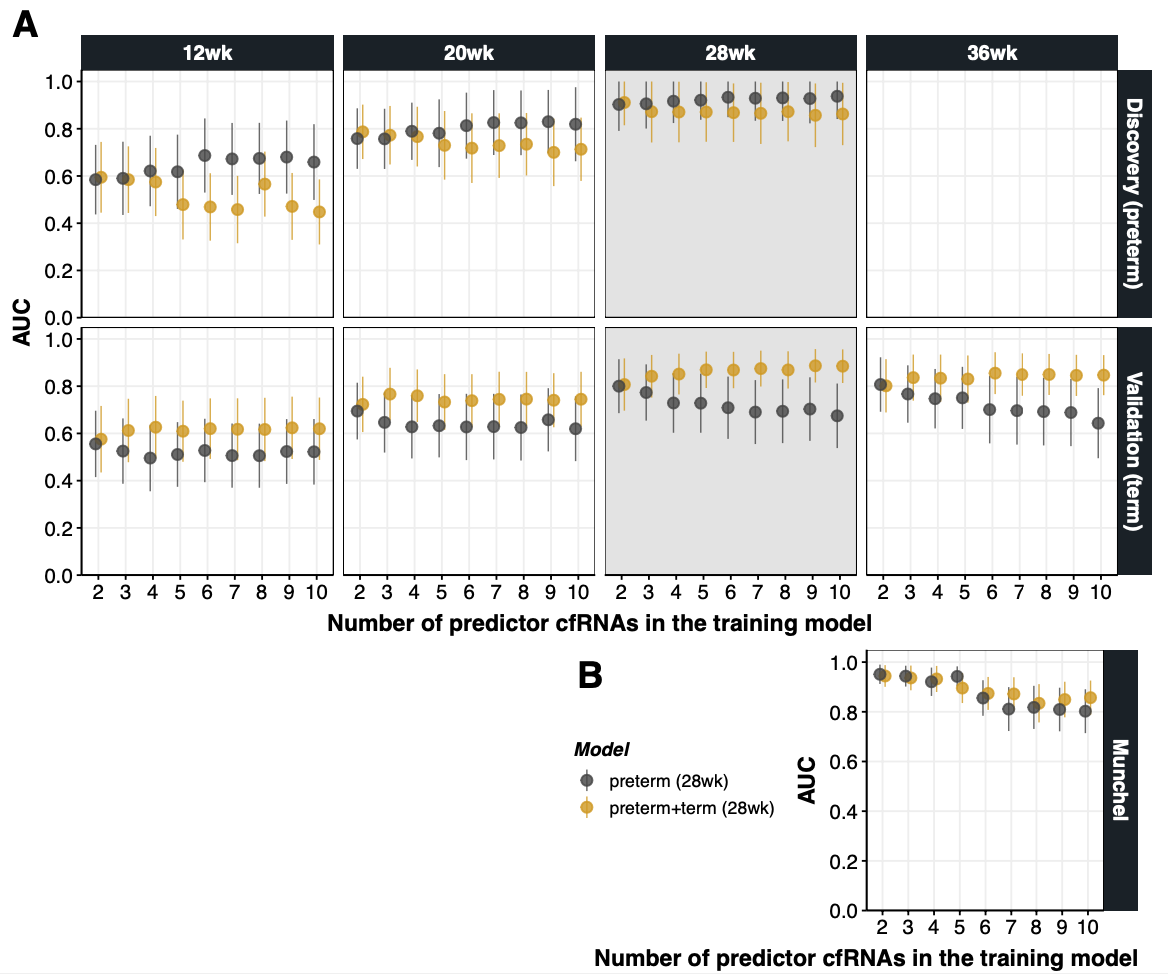 A
12wk 20wk 28wk 36wk
1.0
0.8
0.6
0.4
0.2
0.0
Discovery (preterm)
AUC
1.0
0.8
0.6
0.4
0.2
0.0
Validation (term)
2 3 4 5 6 7 8 9 10 2 3 4 5 6 7 8 9 10 2 3 4 5 6 7 8 9 10 2 3 4 5 6 7 8 9 10
Number of predictor cfRNAs in the training model
B
Model
preterm (28wk)
preterm+term (28wk)
AUC
1.0
0.8
0.6
0.4
0.2
0.0
Munchel
2 3 4 5 6 7 8 9 10
Number of predictor cfRNAs in the training model